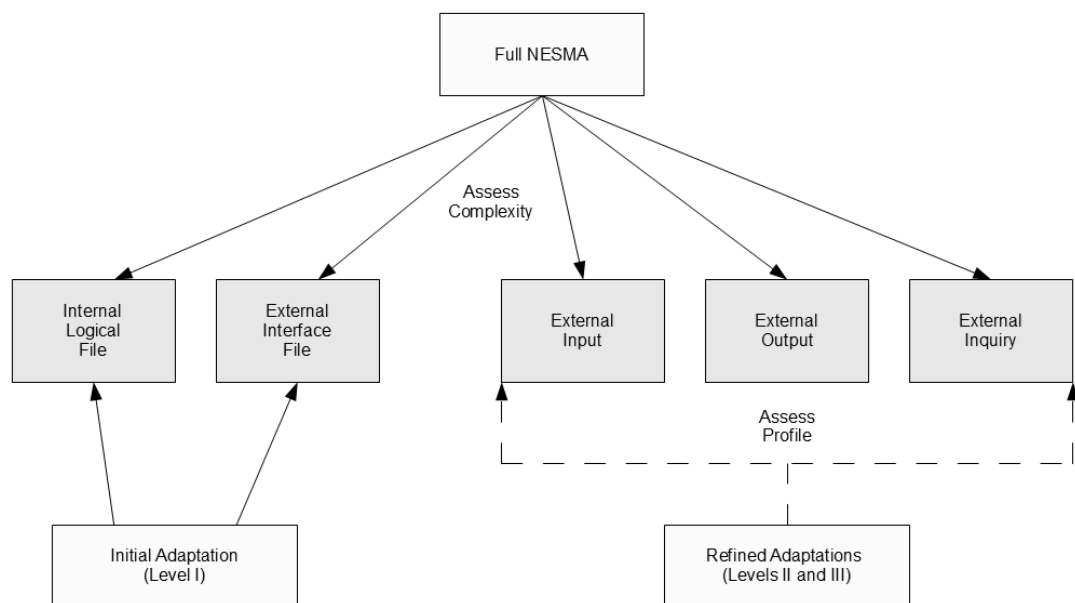 Full NESMA
Assess
Complexity
Internal
Logical
File
External
Interface
File
External
Input
External
Output
External
Inquiry
Assess
Profile
Initial Adaptation
(Level I)
Refined Adaptations
(Levels II and III)